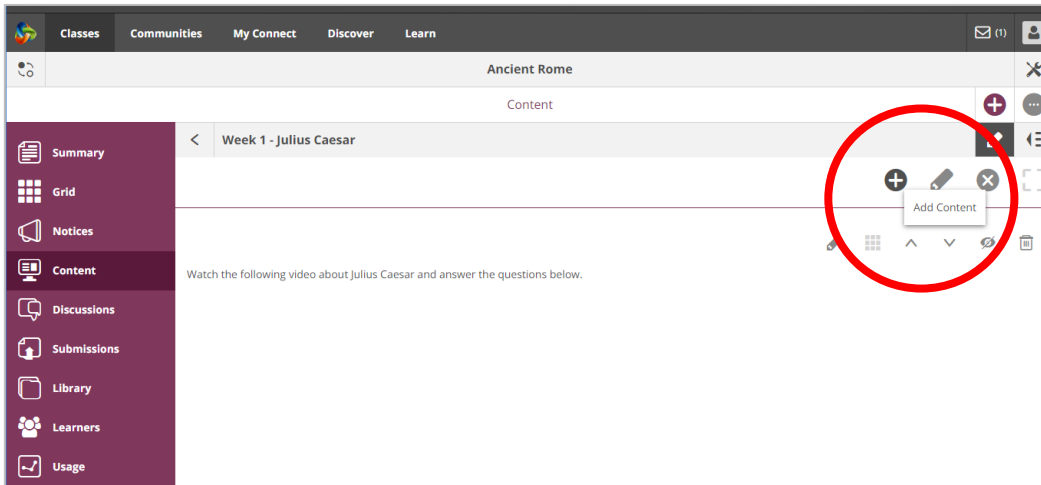 Classes Communities My Connect Discover Learn (1)
Ancient Rome
Content
Week 1 - Julius Caesar
Summary
Grid
Add Content
Notices
Content
Watch the following video about Julius Caesar and answer the questions below.
Discussions
Submissions
Library
Learners
Usage